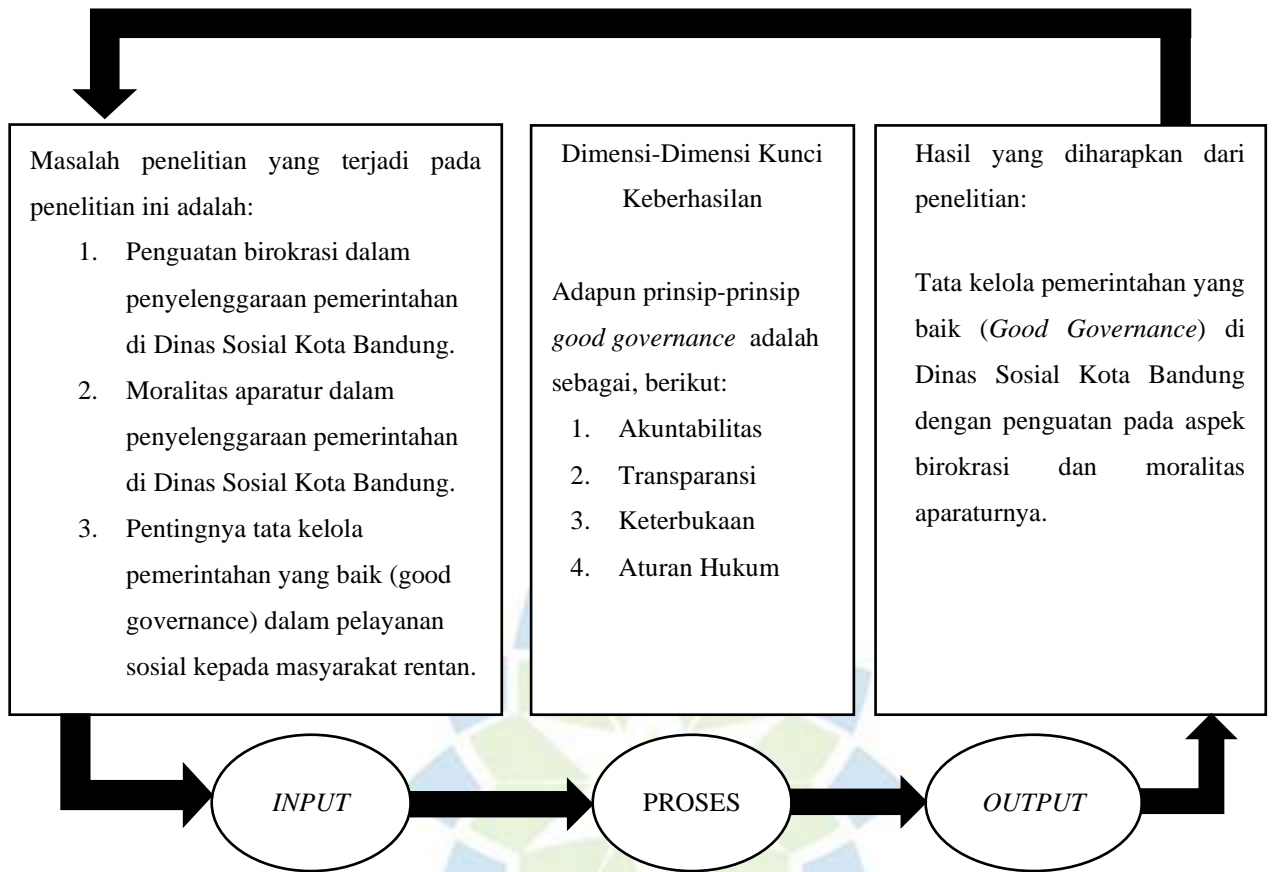 Masalah penelitian yang terjadi pada
penelitian ini adalah:
1. Penguatan birokrasi dalam
penyelenggaraan pemerintahan
di Dinas Sosial Kota Bandung.
2. Moralitas aparatur dalam
penyelenggaraan pemerintahan
di Dinas Sosial Kota Bandung.
3. Pentingnya tata kelola
pemerintahan yang baik (good
governance) dalam pelayanan
sosial kepada masyarakat rentan.
Dimensi-Dimensi Kunci
Keberhasilan
Adapun prinsip-prinsip
good governance adalah
sebagai, berikut:
1. Akuntabilitas
2. Transparansi
3. Keterbukaan
4. Aturan Hukum
Hasil yang diharapkan dari
penelitian:
Tata kelola pemerintahan yang
baik (Good Governance) di
Dinas Sosial Kota Bandung
dengan penguatan pada aspek
birokrasi dan moralitas
aparaturnya.
INPUT
PROSES
OUTPUT